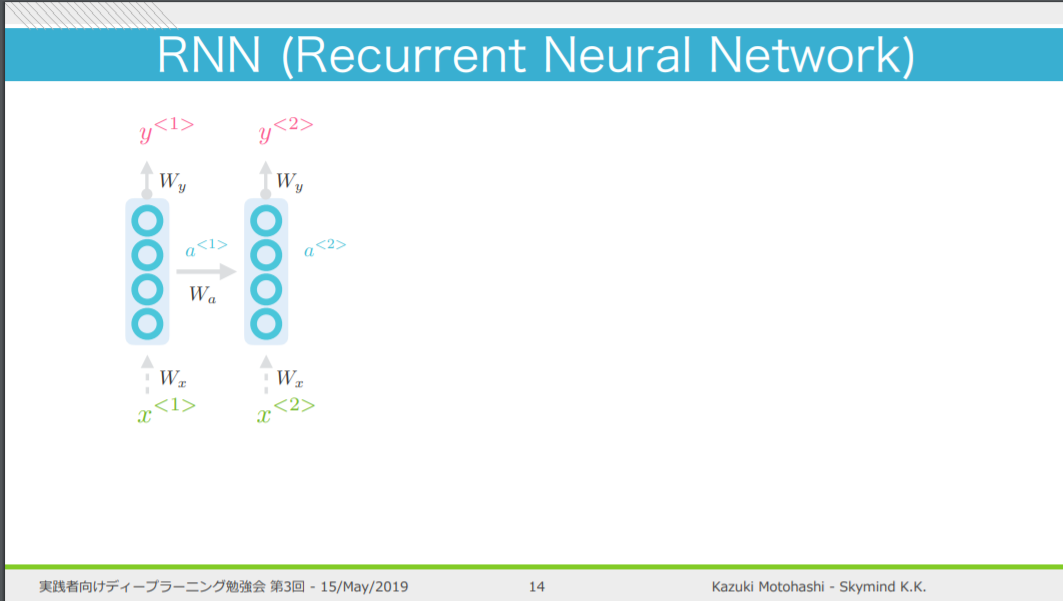 RNN (Recurrent Neural Network)
y<1> y<2>
Wy Wy
a<1> a<2>
Wa
Wx Wx
x<1> x<2>
実践者向けディープラーニング勉強会 第3回 - 15/May/2019 14 Kazuki Motohashi - Skymind K.K.